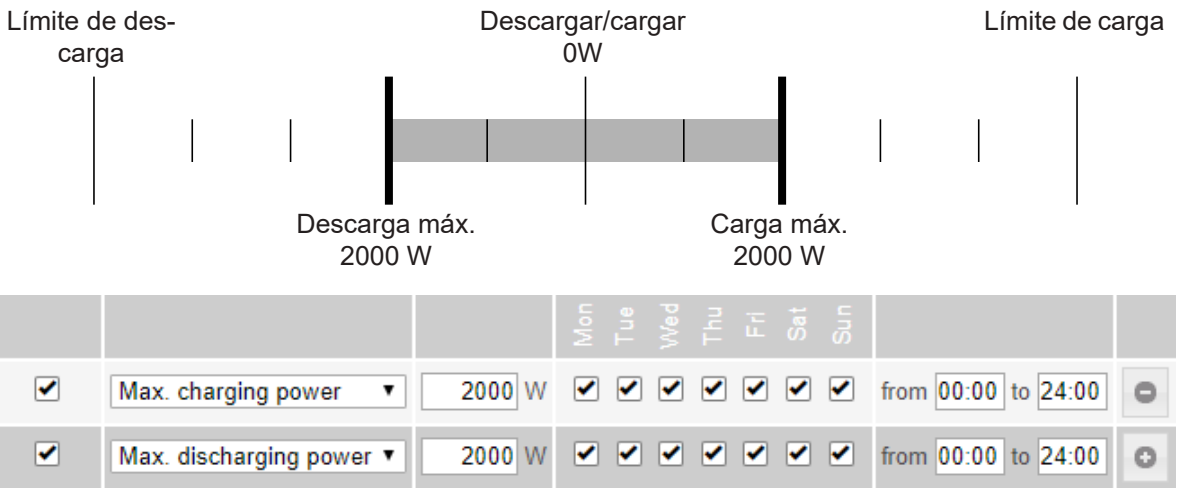 Límite de des-
carga
Descargar/cargar
0W
Límite de carga
Descarga máx.
2000 W
Carga máx.
2000 W
Mon Tue Wed Thu Fri Sat Sun
Max. charging power 2000 W from 00:00 to 24:00
Max. discharging power 2000 W from 00:00 to 24:00